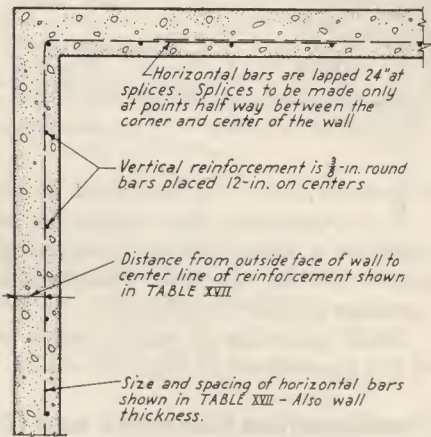 Horizontal bars are lapped 24" at
splices. Splices to be made only
at points half way between the
corner and center of the wall
Vertical reinforcement is 3/8-in. round
bars placed 12-in. on centers
Distance from outside face of wall to
center line of reinforcement shown
in TABLE XVII
Size and spacing of horizontal bars
shown in TABLE XVII - Also wall
thickness.